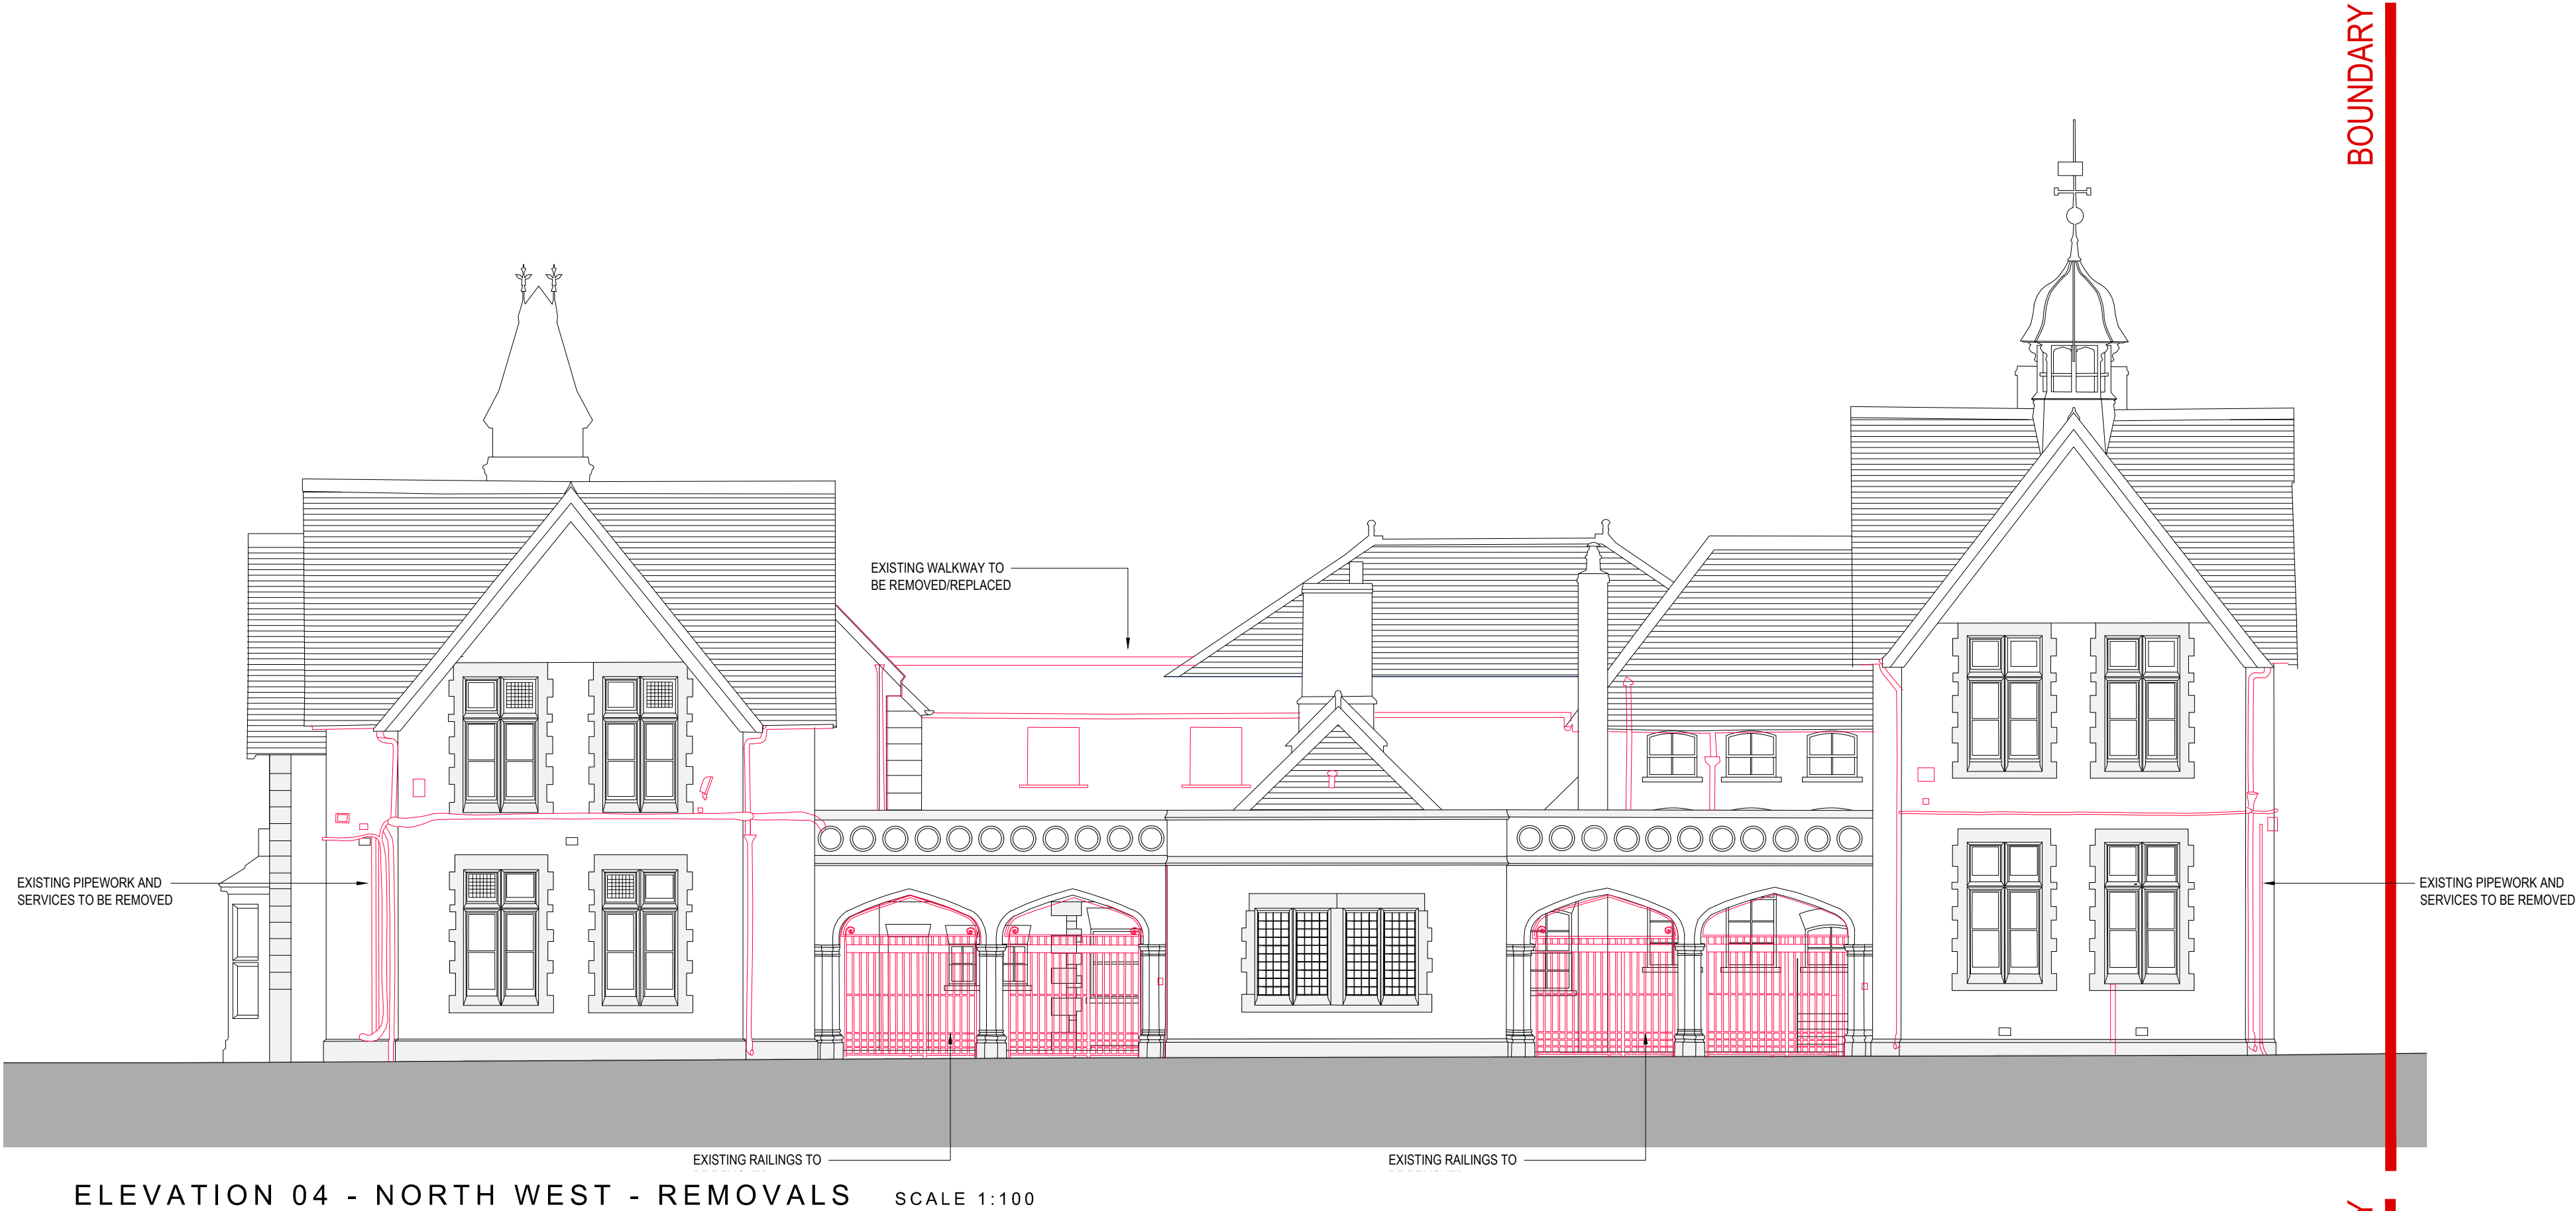 BOUNDARY
EXISTING WALKWAY TO
BE REMOVED/REPLACED
EXISTING PIPEWORK AND
SERVICES TO BE REMOVED
EXISTING PIPEWORK AND
SERVICES TO BE REMOVED
EXISTING RAILINGS TO
EXISTING RAILINGS TO
ELEVATION 04 - NORTH WEST - REMOVALS SCALE 1:100